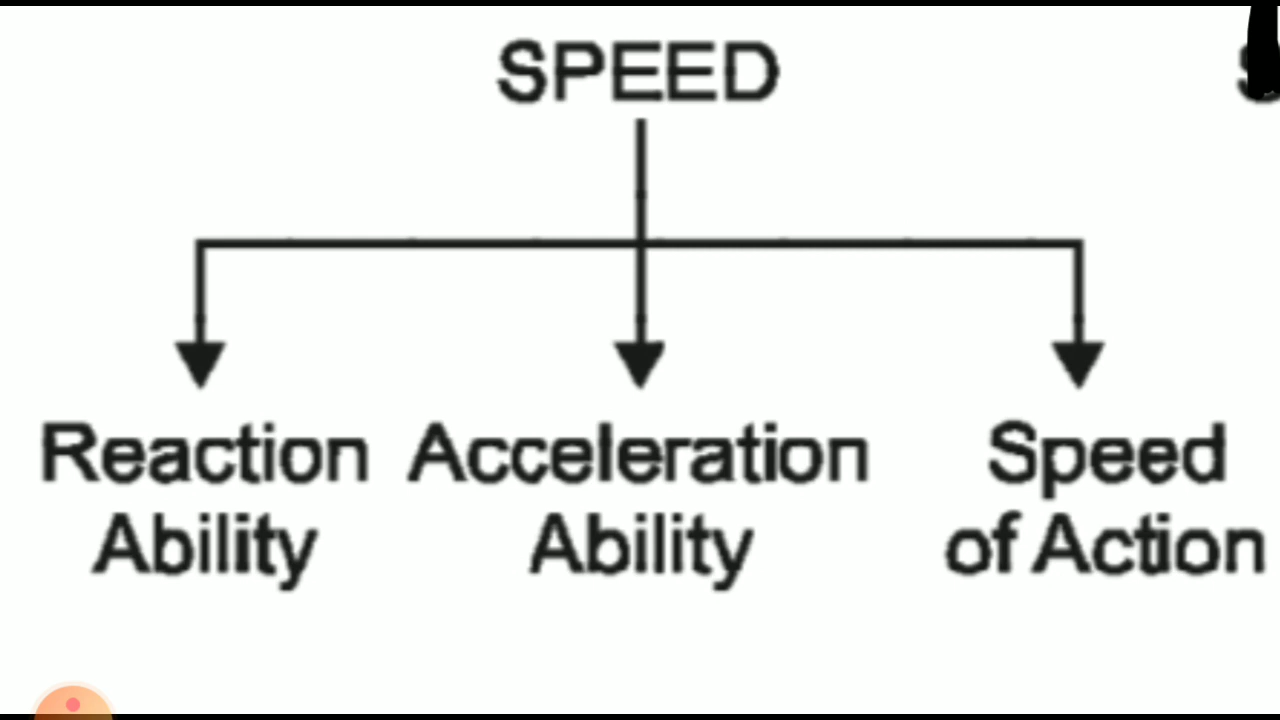 SPEED
Reaction Ability
Acceleration Ability
Speed of Action